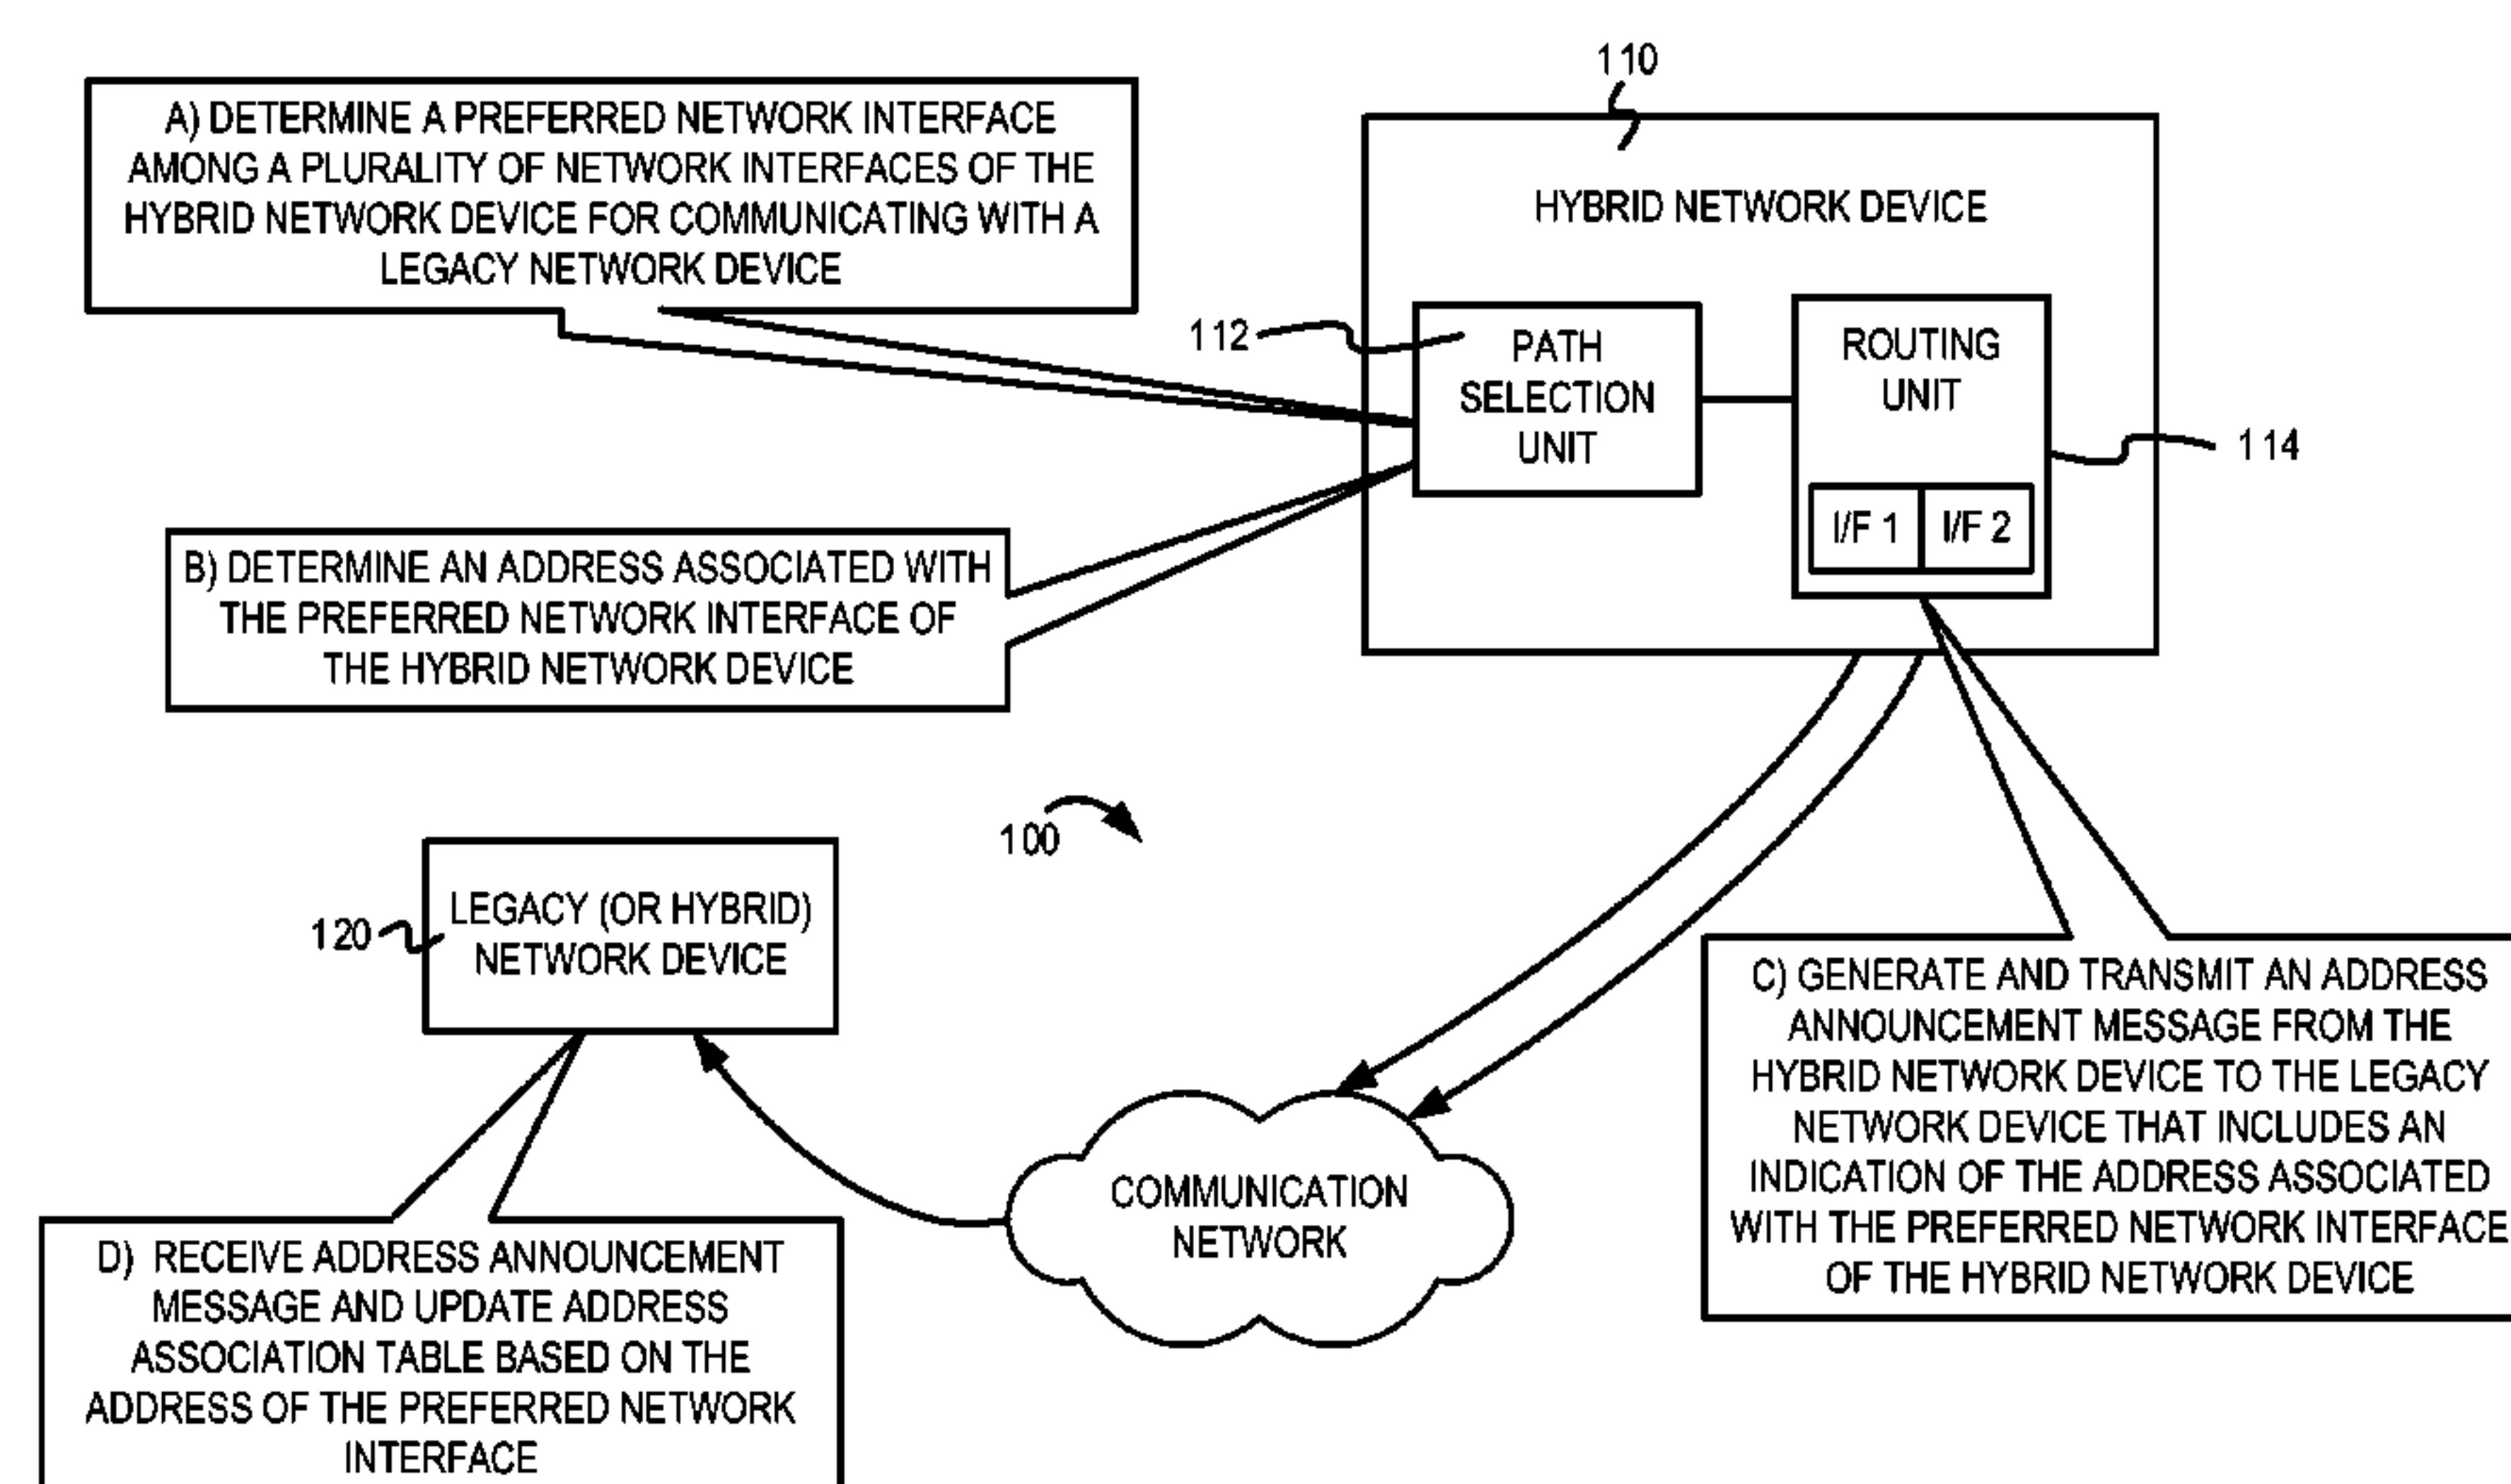 110
A) DETERMINE A PREFERRED NETWORK INTERFACE
AMONG A PLURALITY OF NETWORK INTERFACES OF THE
HYBRID NETWORK DEVICE FOR COMMUNICATING WITH A
LEGACY NETWORK DEVICE
HYBRID NETWORK DEVICE
112
PATH
SELECTION
UNIT
ROUTING
UNIT
114
I/F 1
I/F 2
B) DETERMINE AN ADDRESS ASSOCIATED WITH
THE PREFERRED NETWORK INTERFACE OF
THE HYBRID NETWORK DEVICE
100
120
LEGACY (OR HYBRID)
NETWORK DEVICE
C) GENERATE AND TRANSMIT AN ADDRESS
ANNOUNCEMENT MESSAGE FROM THE
HYBRID NETWORK DEVICE TO THE LEGACY
NETWORK DEVICE THAT INCLUDES AN
INDICATION OF THE ADDRESS ASSOCIATED
WITH THE PREFERRED NETWORK INTERFACE
OF THE HYBRID NETWORK DEVICE
COMMUNICATION
NETWORK
D) RECEIVE ADDRESS ANNOUNCEMENT
MESSAGE AND UPDATE ADDRESS
ASSOCIATION TABLE BASED ON THE
ADDRESS OF THE PREFERRED NETWORK
INTERFACE